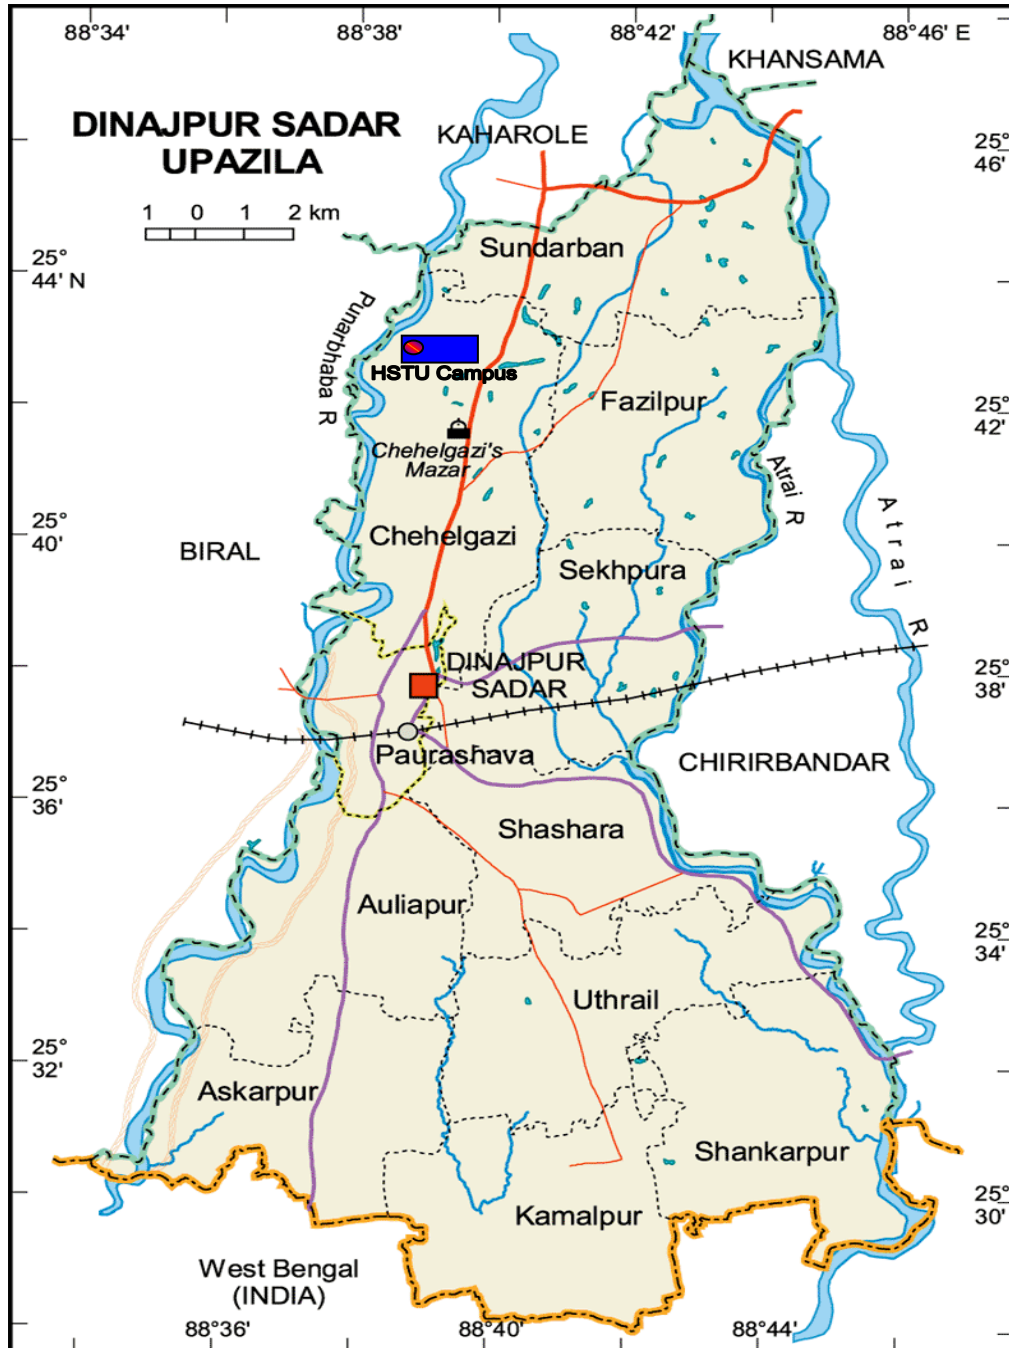 88°34'
88°38'
88°42'
88°46' E
KHANSAMA
DINAJPUR SADAR
UPAZILA
KAHAROLE
25°
46'
1 0 1 2 km
Sundarban
25°
44' N
Punarbhaba R
HSTU Campus
Fazilpur
25°
42'
Chehelgazi's
Mazar
Atrai R
Atrai R
25°
40'
Chehelgazi
BIRAL
Sekhpura
DINAJPUR
SADAR
25°
38'
Paurashava
CHIRIRBANDAR
25°
36'
Shashara
Auliapur
25°
34'
Uthrail
25°
32'
Askarpur
Shankarpur
25°
30'
Kamalpur
West Bengal
(INDIA)
88°36'
88°40'
88°44'